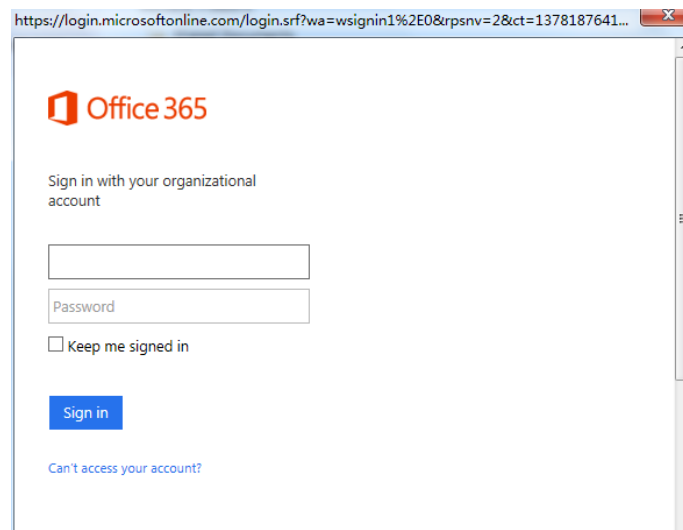 https://login.microsoftonline.com/login.srf?wa=wsignin1%2E0&rpsnv=2&ct=1378187641...
Office 365
Sign in with your organizational
account
Password
Keep me signed in
Sign in
Can't access your account?